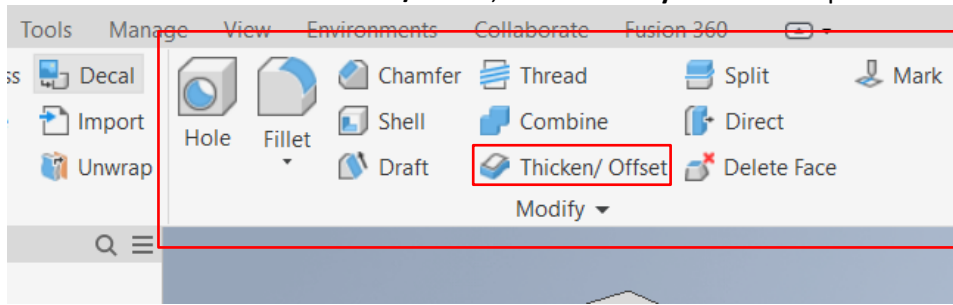 Tools Manage View Environments Collaborate Fusion 360
ss Decal Chamfer Thread Split Mark
Import Shell Combine Direct
Hole Fillet
Unwrap Draft Thicken/ Offset Delete Face
Modify